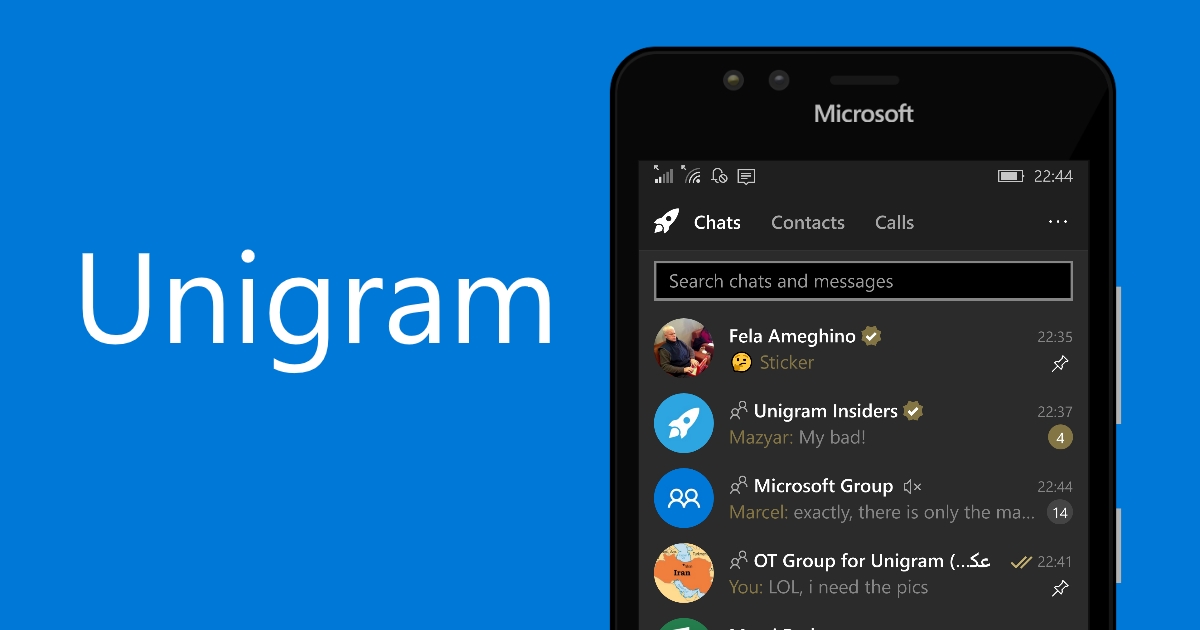 Unigram
Microsoft
22:44
Chats Contacts Calls
Search chats and messages
Fela Ameghino 22:35
Sticker
Unigram Insiders 22:37
Mazyar: My bad! 4
Microsoft Group 22:44
Marcel: exactly, there is only the ma... 14
Iran
OT Group for Unigram (...عک 22:41
You: LOL, i need the pics